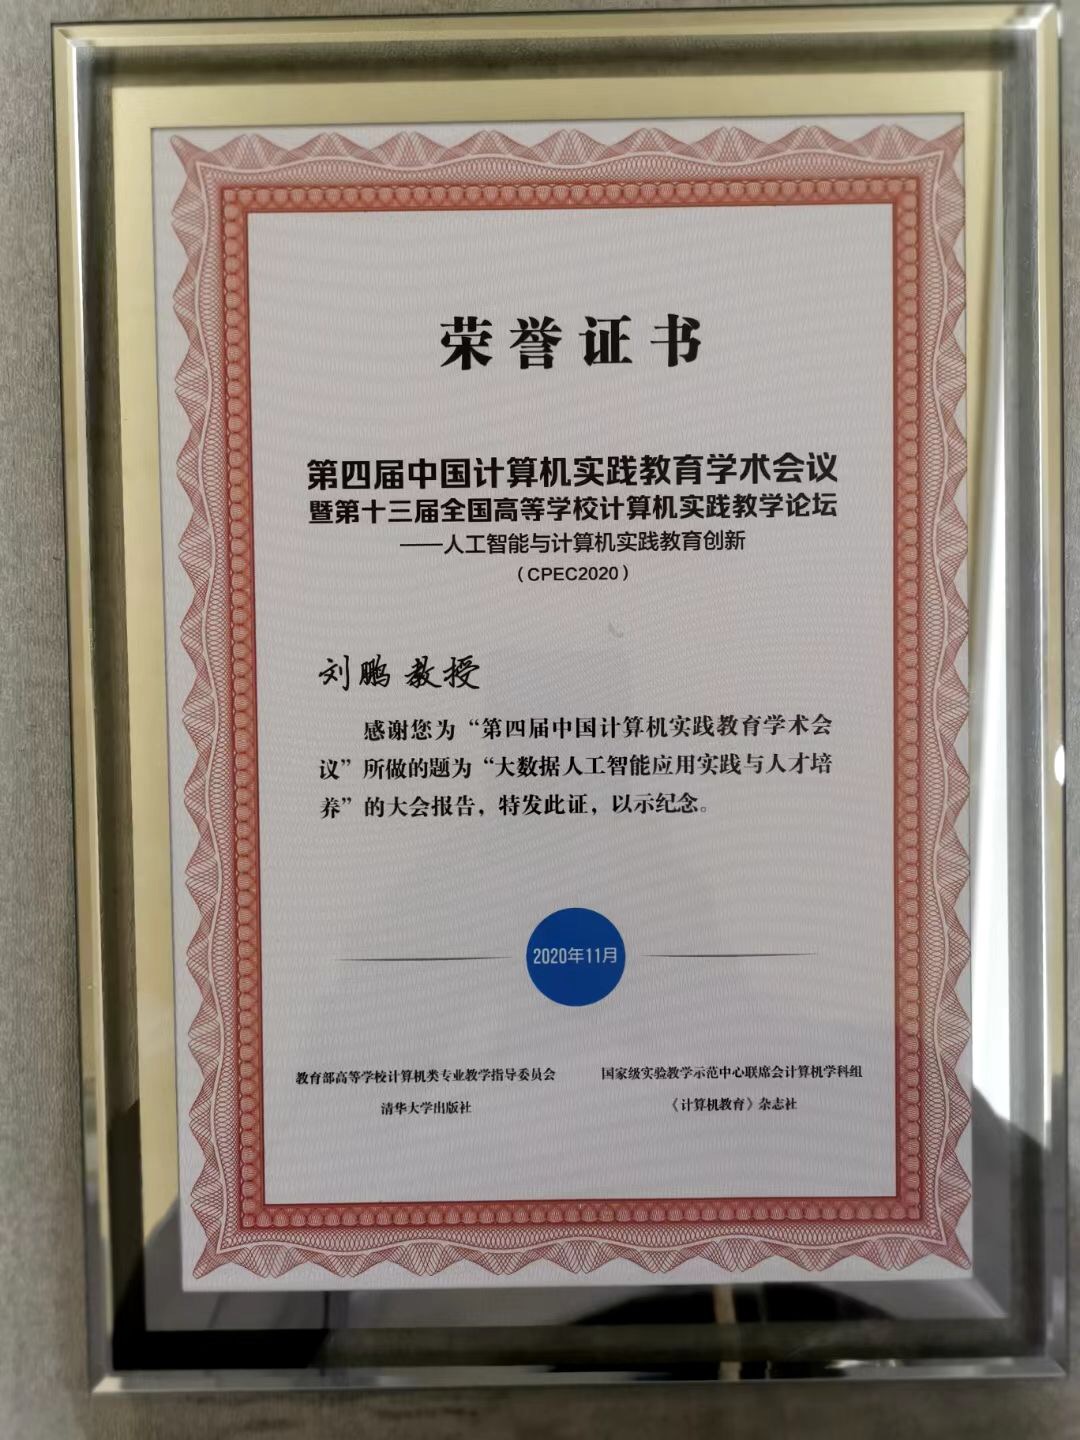 荣誉证书
第四届中国计算机实践教育学术会议
暨第十三届全国高等学校计算机实践教学论坛
——人工智能与计算机实践教育创新
（CPEC2020）
刘鹏 教授
感谢您为“第四届中国计算机实践教育学术会
议”所做的题为“大数据人工智能应用实践与人才培
养”的大会报告，特发此证，以示纪念。
2020年11月
教育部高等学校计算机类专业教学指导委员会
国家级实验教学示范中心联席会计算机学科组
清华大学出版社
《计算机教育》杂志社